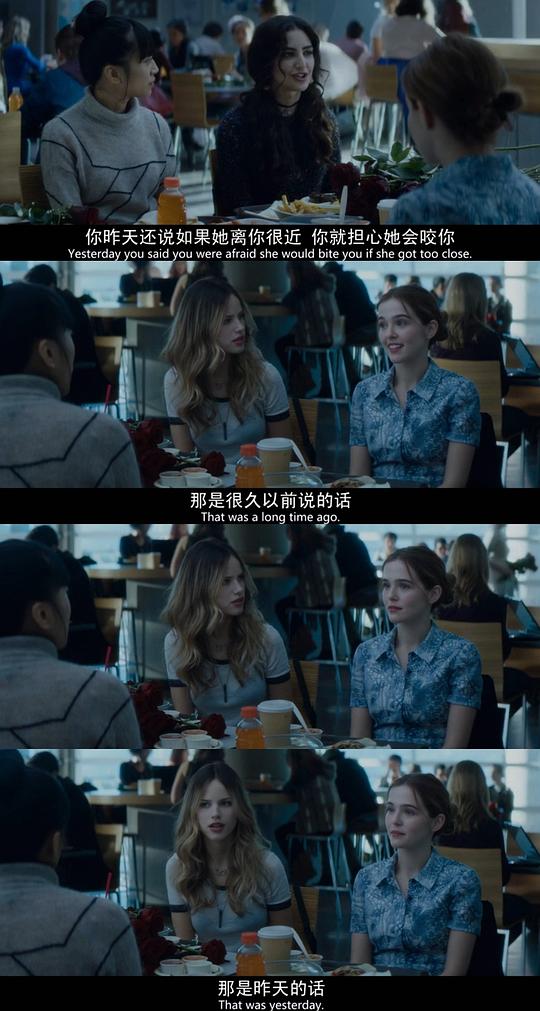 你昨天还说如果她离你很近 你就担心她会咬你
Yesterday you said you were afraid she would bite you if she got too close.
那是很久以前说的话
That was a long time ago.
那是昨天的话
That was yesterday.